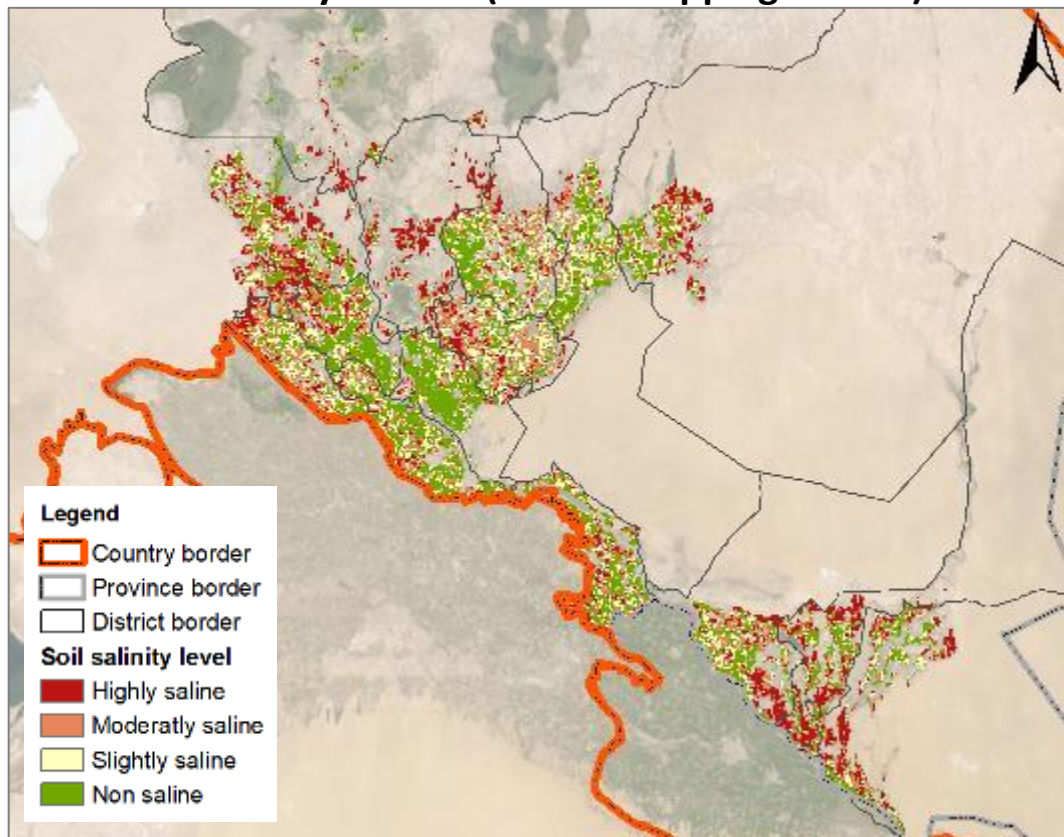 Legend
Country border
Province border
District border
Soil salinity level
Highly saline
Moderatly saline
Slightly saline
Non saline